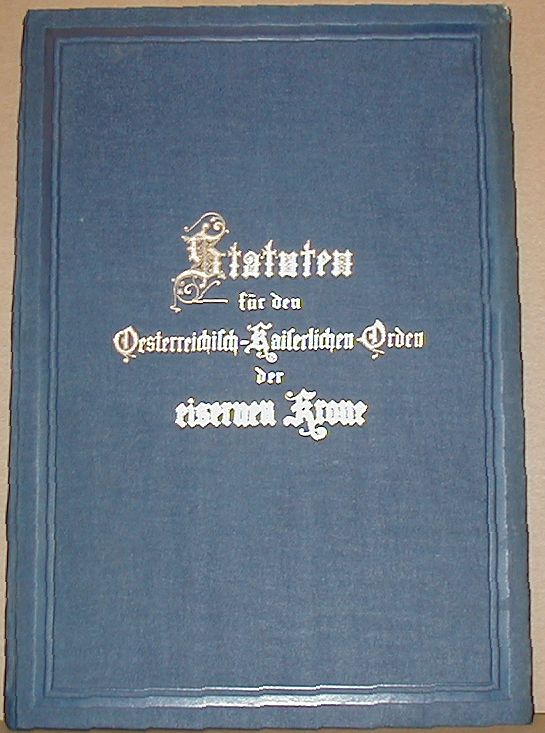 Statuten
für den
Oesterreichiſch-Kaiſerlichen-Orden
der
eisernen Krone